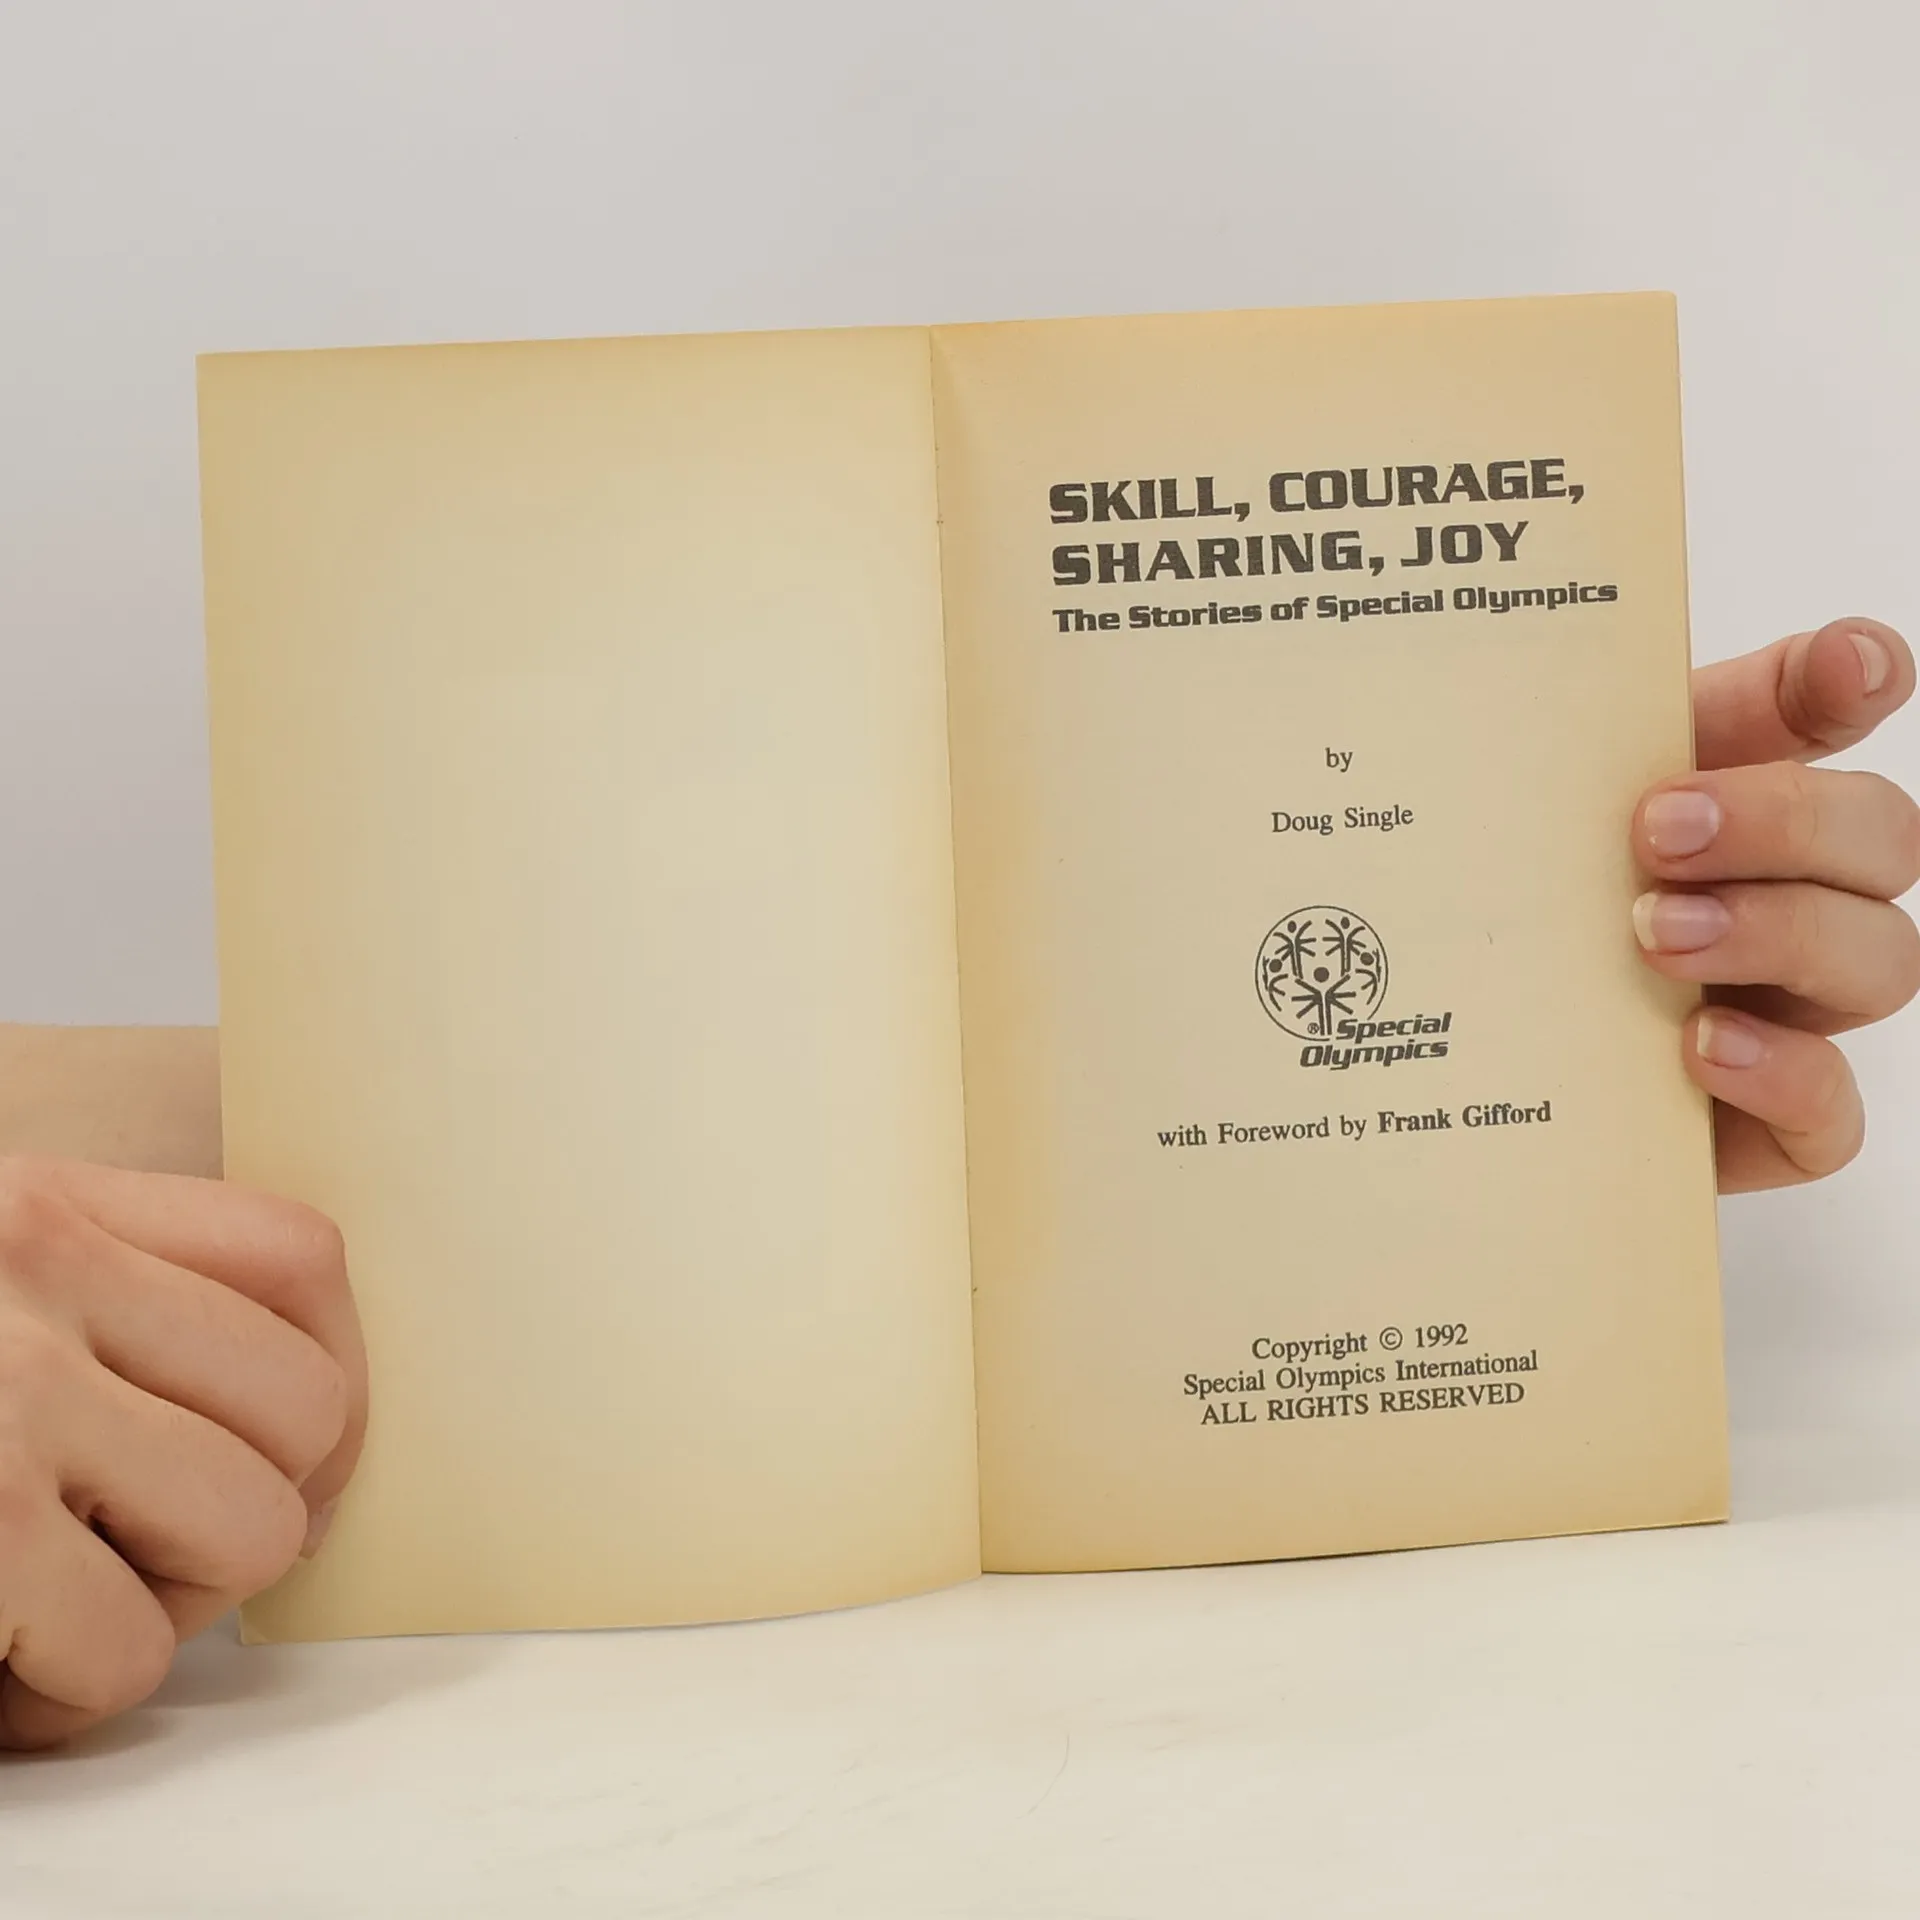 SKILL, COURAGE,
SHARING, JOY
The Stories of Special Olympics
by
Doug Single
® Special
Olympics
with Foreword by Frank Gifford
Copyright © 1992
Special Olympics International
ALL RIGHTS RESERVED